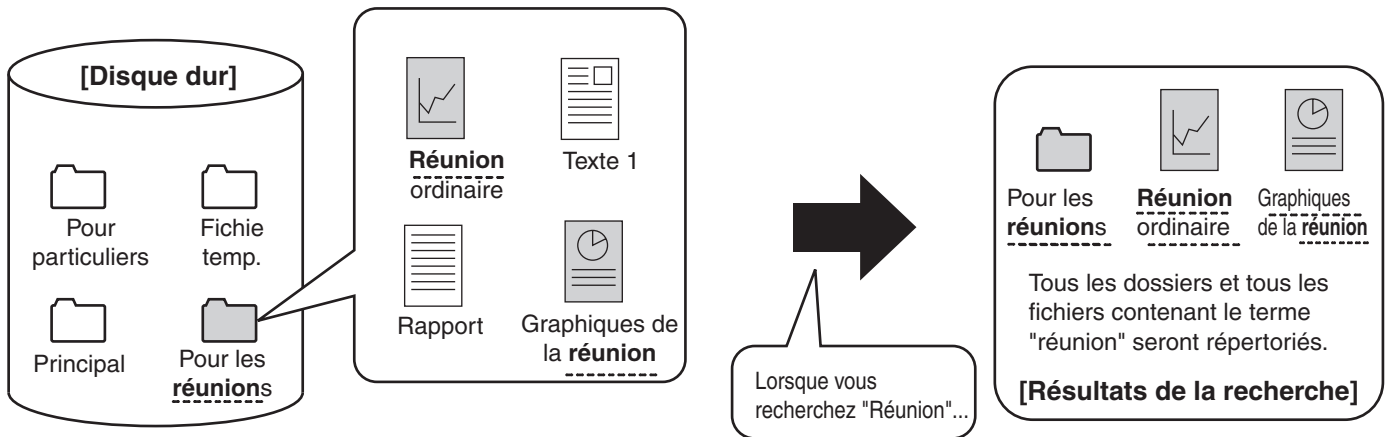 [Disque dur]
Pour
particuliers
Fichie
temp.
Principal
Pour les
réunions
Réunion
ordinaire
Texte 1
Rapport
Graphiques de
la réunion
Lorsque vous
recherchez "Réunion"...
Pour les
réunions
Réunion
ordinaire
Graphiques
de la réunion
Tous les dossiers et tous les
fichiers contenant le terme
"réunion" seront répertoriés.
[Résultats de la recherche]